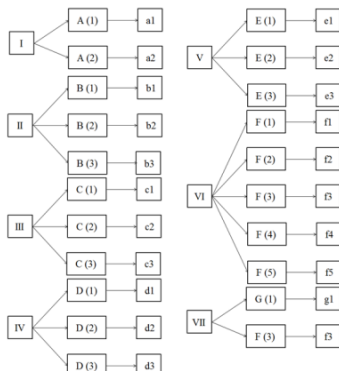 A (1) a1
I
A (2) a2
B (1) b1
II B (2) b2
B (3) b3
C (1) c1
III C (2) c2
C (3) c3
D (1) d1
IV D (2) d2
D (3) d3
E (1) e1
V E (2) e2
E (3) e3
F (1) f1
F (2) f2
VI F (3) f3
F (4) f4
F (5) f5
G (1) g1
VII
F (3) f3